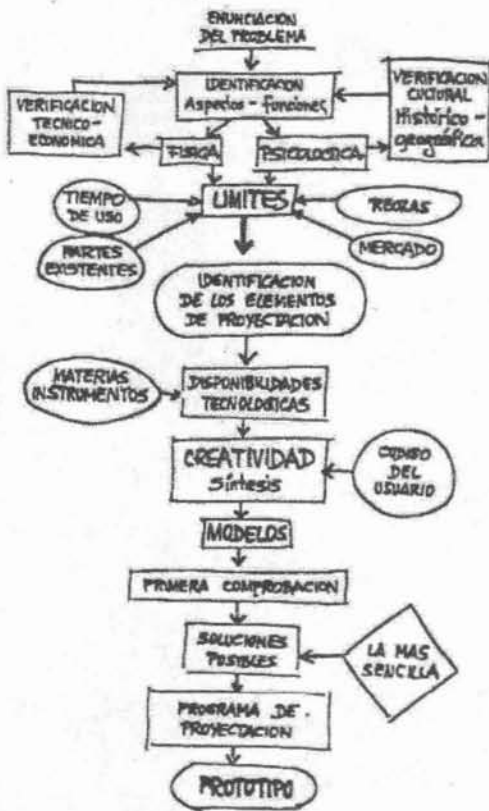 ENUNCIACION
DEL PROBLEMA
IDENTIFICACION
Aspectos - funciones
VERIFICACION
TECNICO-
ECONOMICA
VERIFICACION
CULTURAL
Histórico -
geográfica
FISICA
PSICOLOGICA
LIMITES
TIEMPO
DE USO
REGLAS
PARTES
EXISTENTES
MERCADO
IDENTIFICACION
DE LOS ELEMENTOS
DE PROYECTACION
MATERIAS
INSTRUMENTOS
DISPONIBILIDADES
TECNOLOGICAS
CREATIVIDAD
Síntesis
CODIGO
DEL
USUARIO
MODELOS
PRIMERA COMPROBACION
SOLUCIONES
POSIBLES
LA MAS
SENCILLA
PROGRAMA DE
PROYECTACION
PROTOTIPO